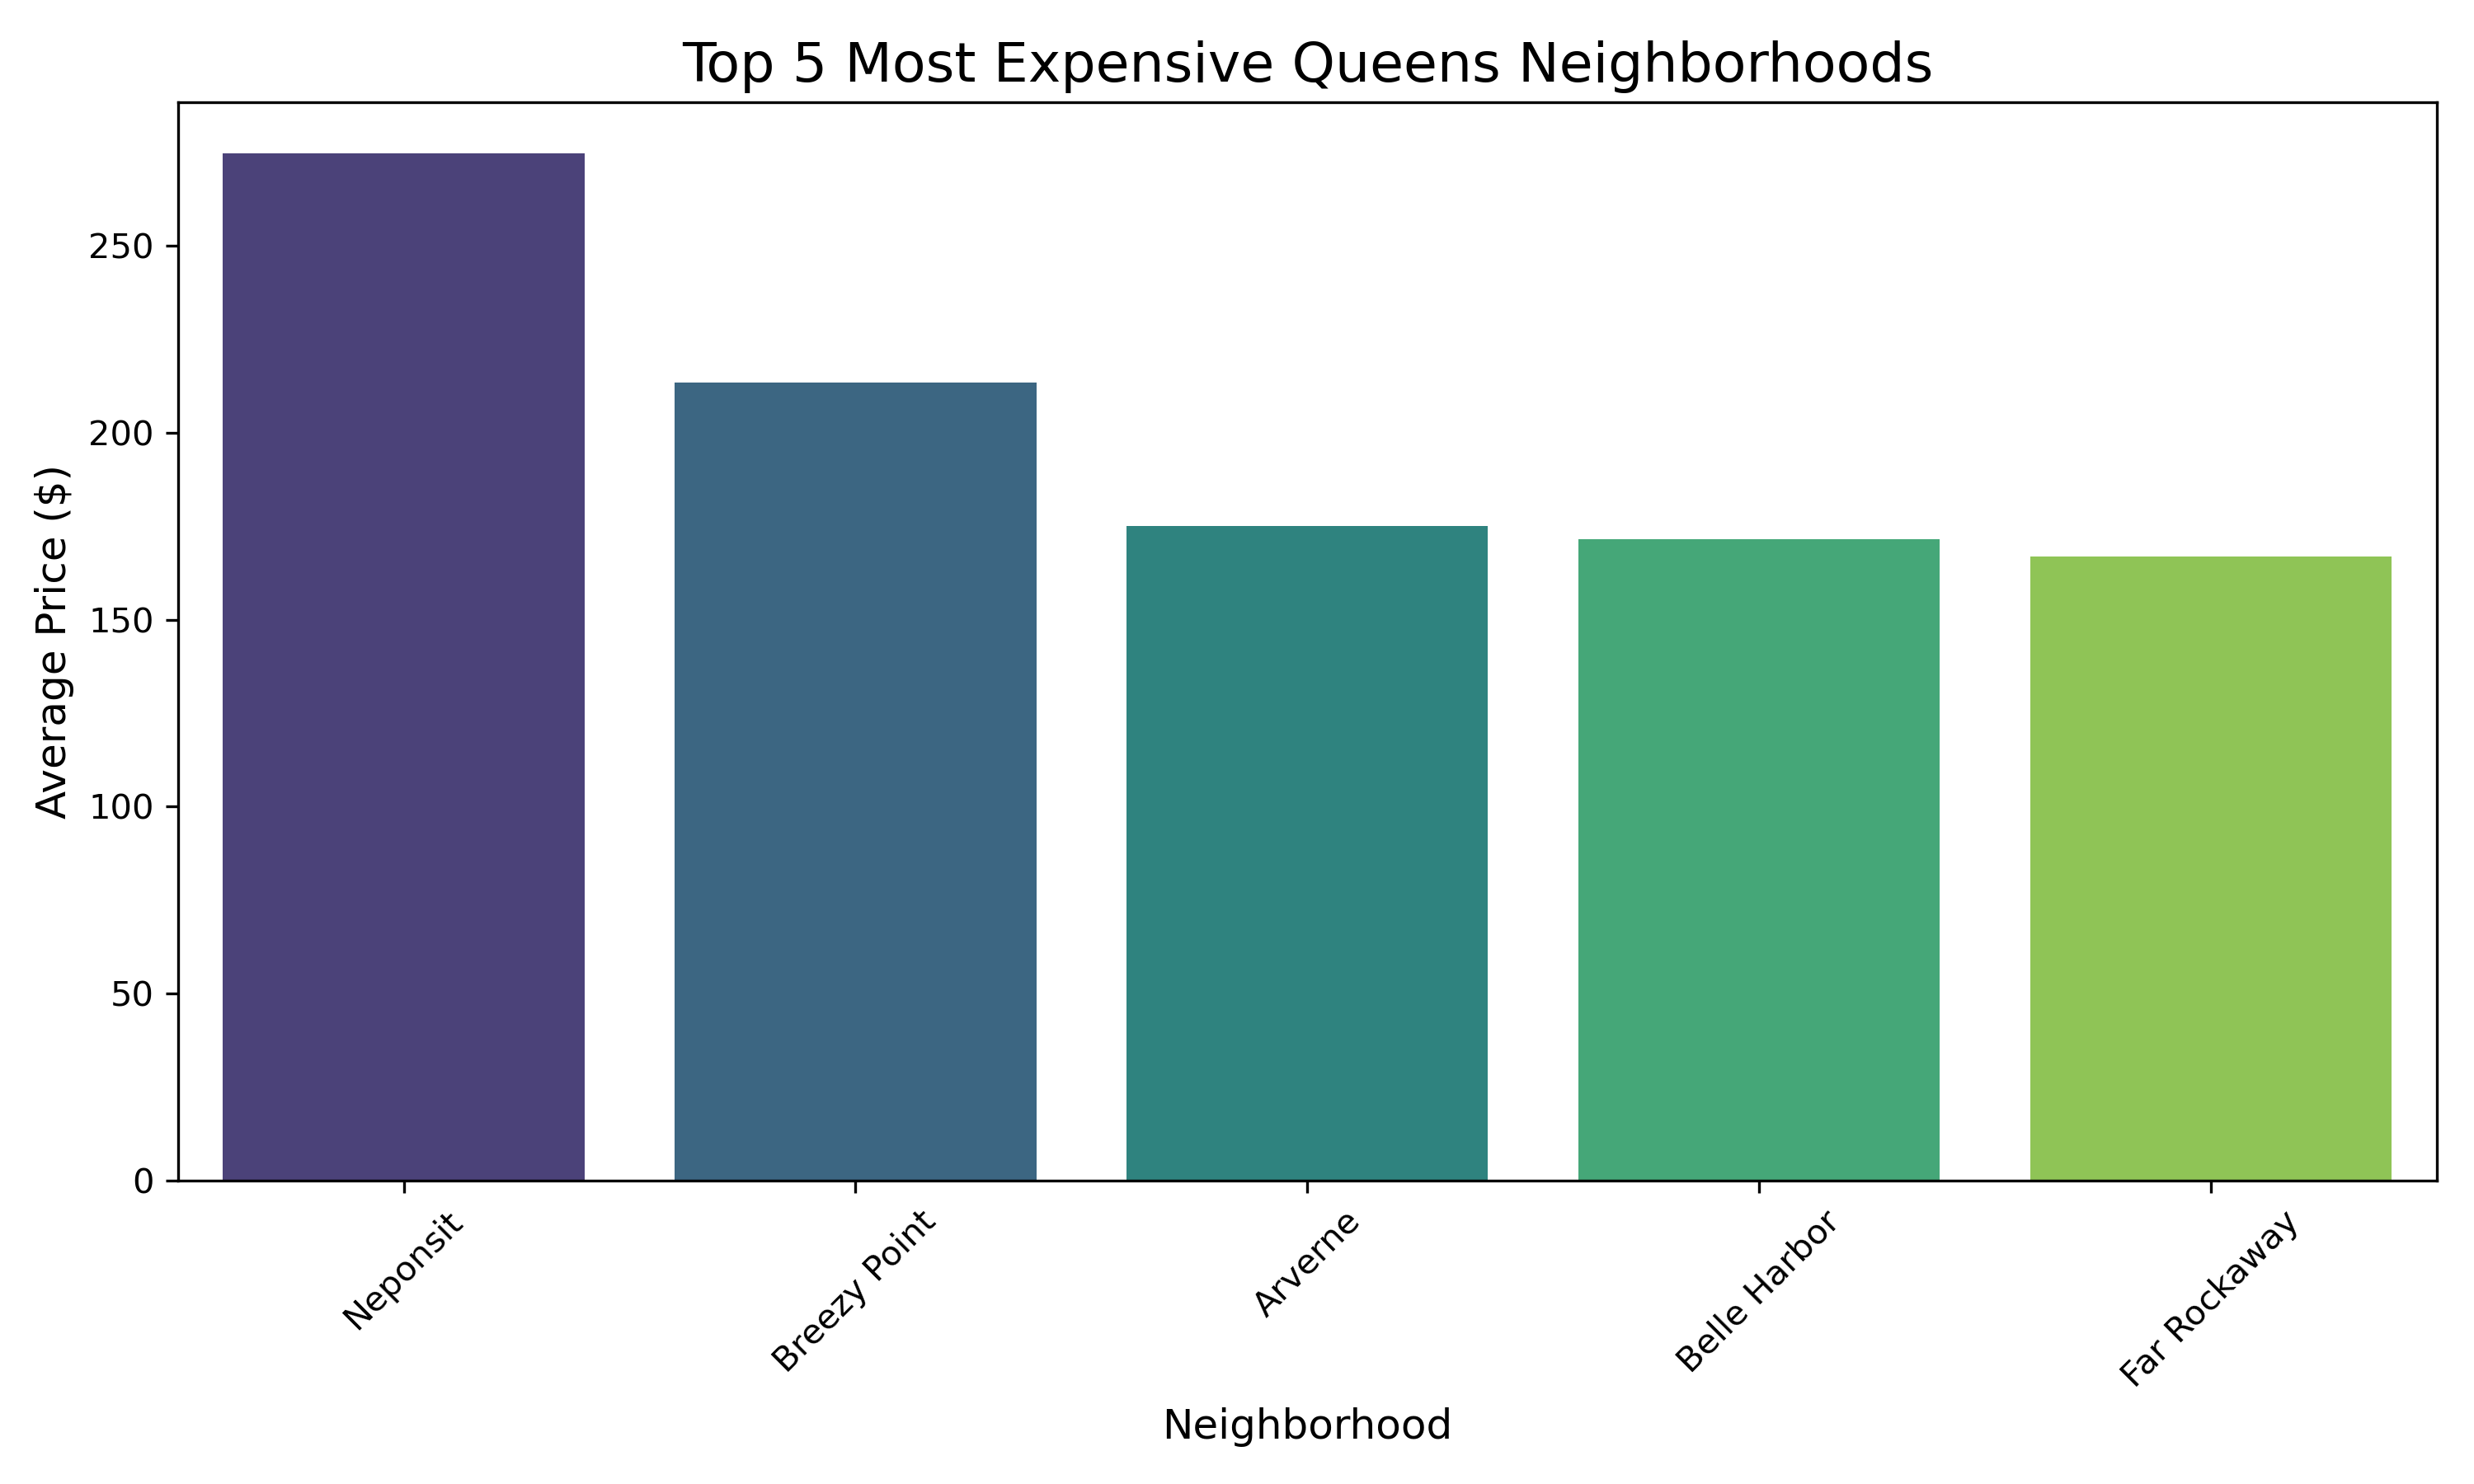 Top 5 Most Expensive Queens Neighborhoods
Average Price ($)
250
200
150
100
50
0
Neponsit
Breezy Point
Arverne
Belle Harbor
Far Rockaway
Neighborhood